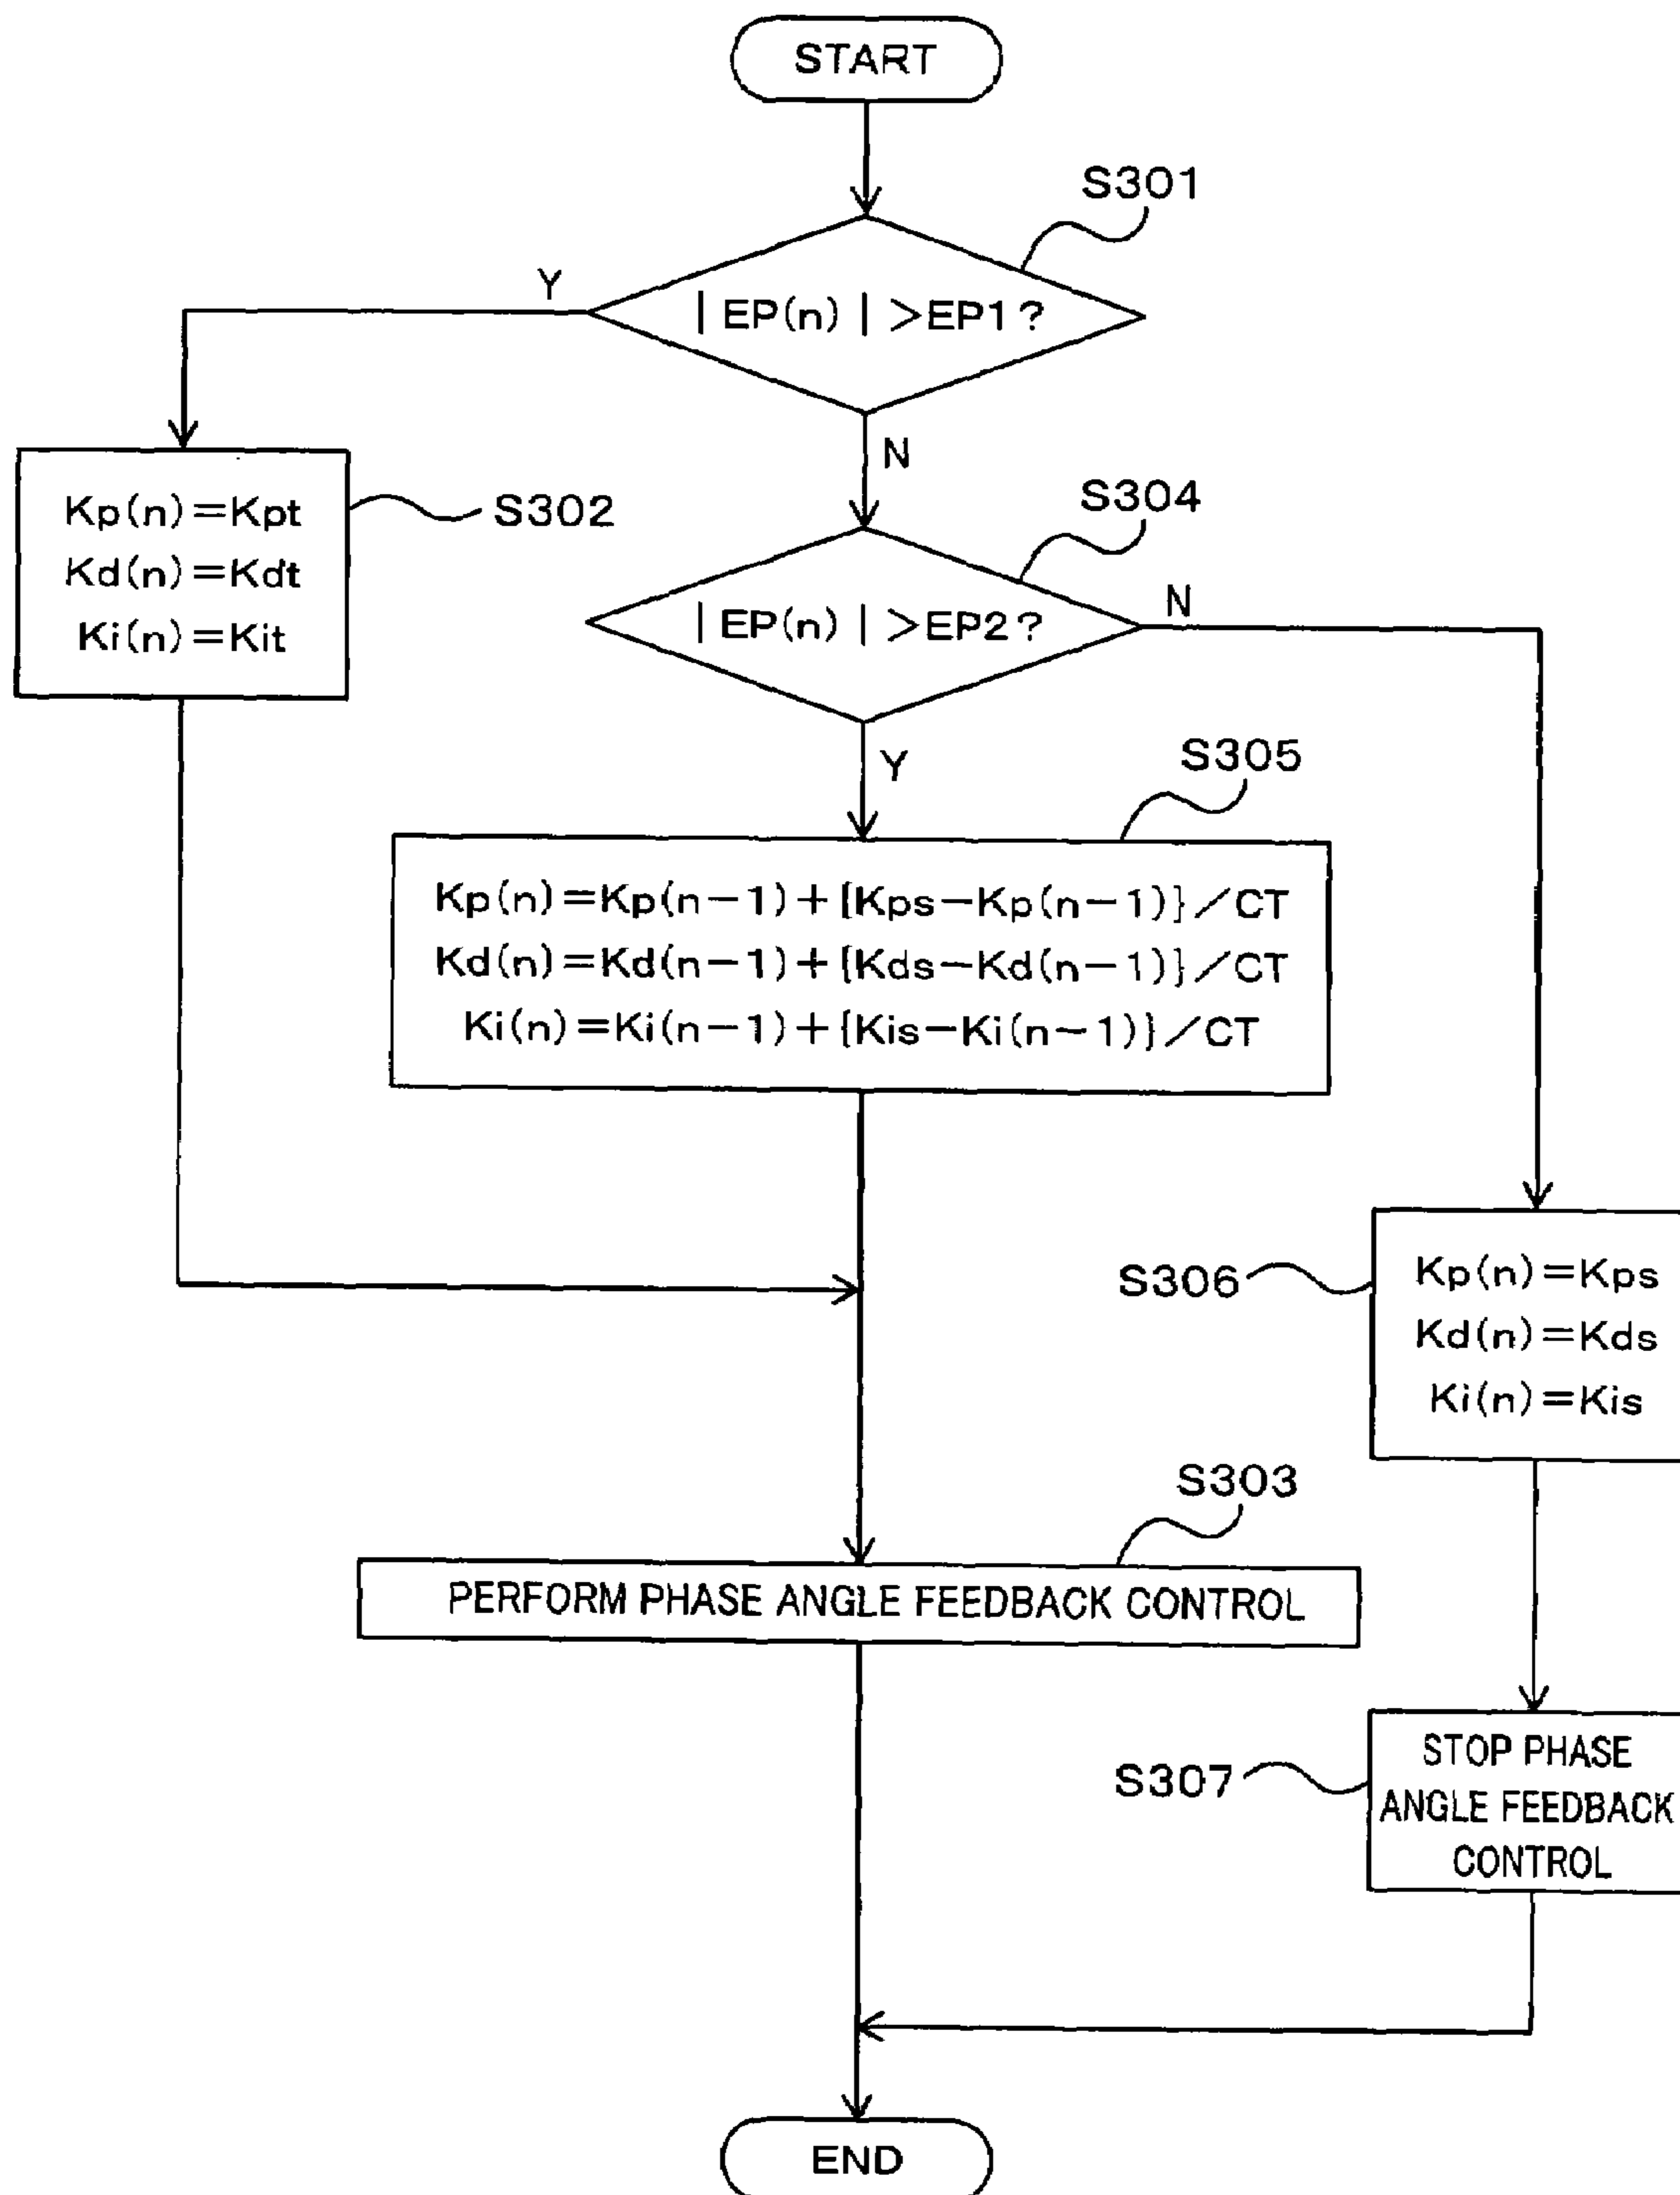 START
S301
Y
| EP(n) | >EP1?
N
Kp(n)=Kpt
Kd(n)=Kdt
Ki(n)=Kit
S302
S304
| EP(n) | >EP2?
N
Y
S305
Kp(n)=Kp(n-1)+{Kps-Kp(n-1)}/CT
Kd(n)=Kd(n-1)+{Kds-Kd(n-1)}/CT
Ki(n)=Ki(n-1)+{Kis-Ki(n-1)}/CT
S306
Kp(n)=Kps
Kd(n)=Kds
Ki(n)=Kis
S303
PERFORM PHASE ANGLE FEEDBACK CONTROL
S307
STOP PHASE
ANGLE FEEDBACK
CONTROL
END